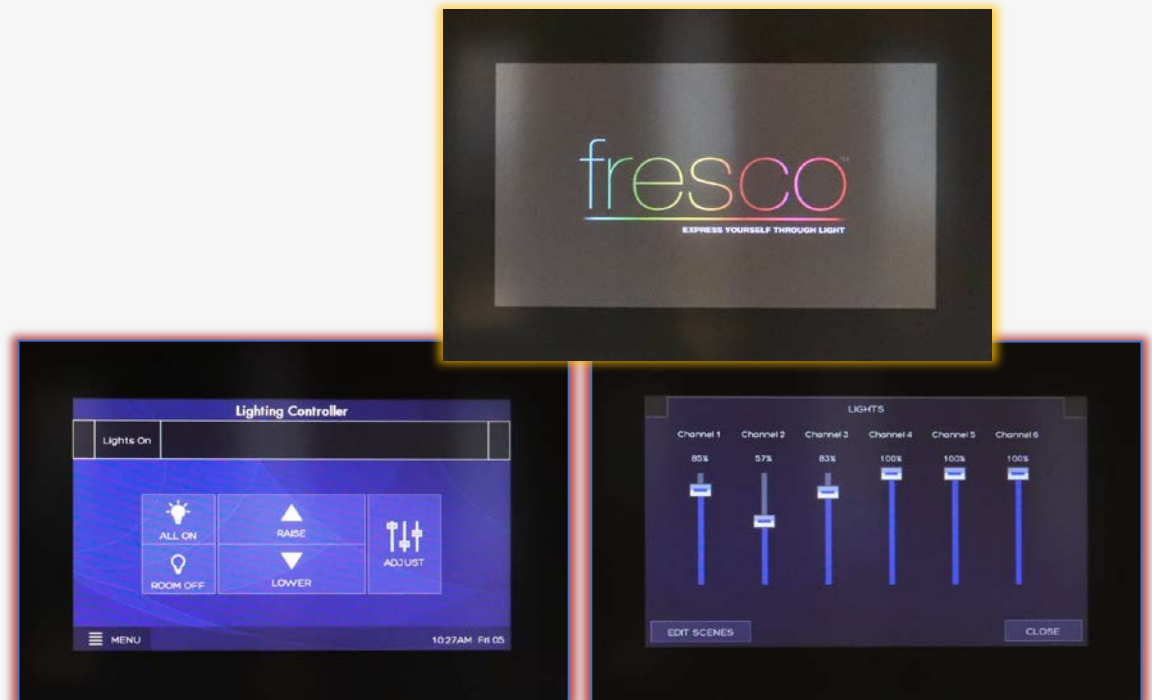 fresco™
EXPRESS YOURSELF THROUGH LIGHT
Lighting Controller
Lights On
ALL ON
RAISE
ADJUST
ROOM OFF
LOWER
MENU
10:27AM Fri 05
LIGHTS
Channel 1 Channel 2 Channel 3 Channel 4 Channel 5 Channel 6
85% 57% 83% 100% 100% 100%
EDIT SCENES
CLOSE